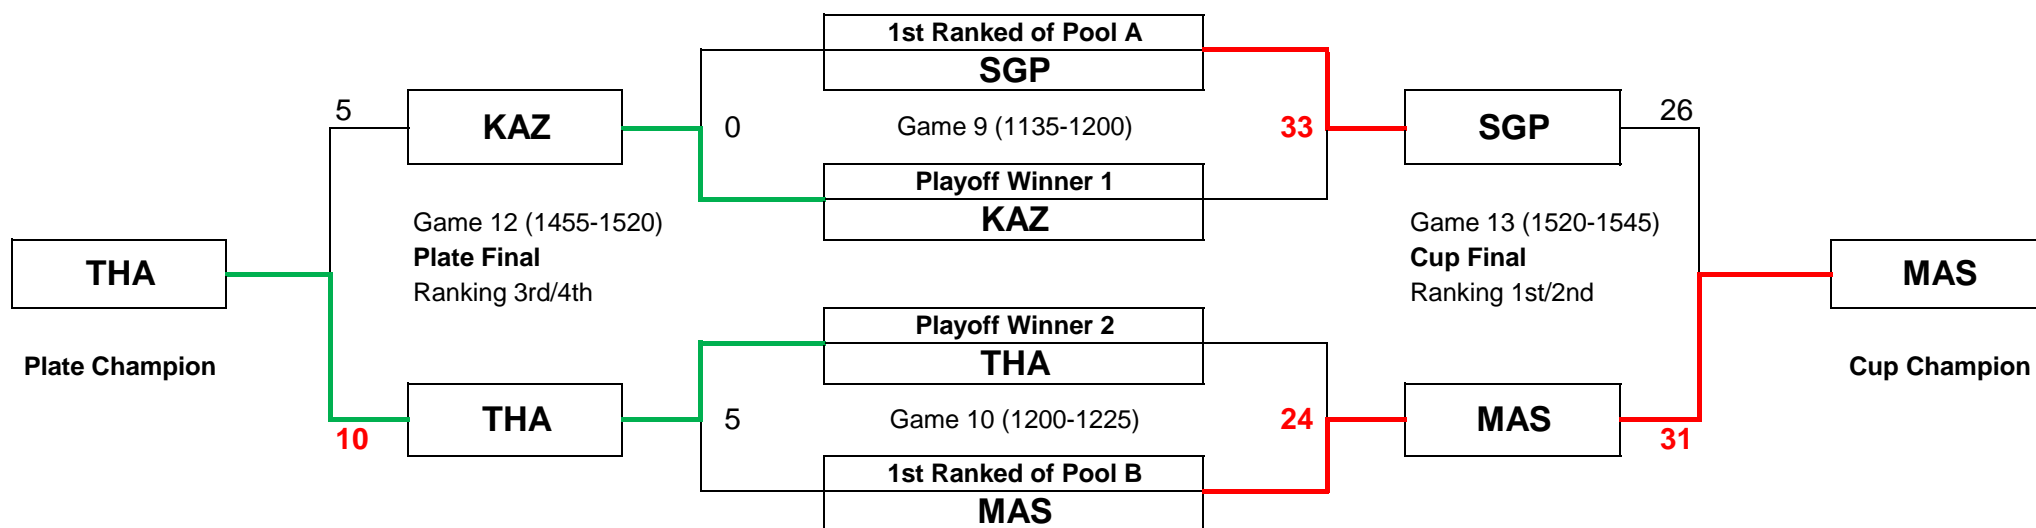 1st Ranked of Pool A
SGP
5
KAZ
0
Game 9 (1135-1200)
33
SGP
26
Playoff Winner 1
KAZ
Game 12 (1455-1520)
Plate Final
Ranking 3rd/4th
Game 13 (1520-1545)
Cup Final
Ranking 1st/2nd
THA
MAS
Plate Champion
Cup Champion
Playoff Winner 2
THA
10
THA
5
Game 10 (1200-1225)
24
MAS
31
1st Ranked of Pool B
MAS